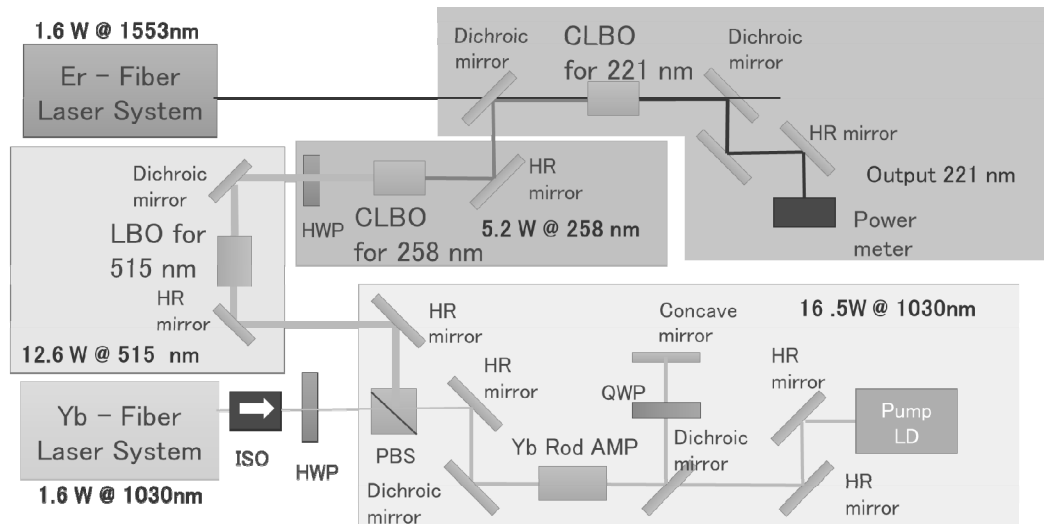 1.6 W @ 1553nm
Er - Fiber
Laser System
Dichroic
mirror
CLBO
for 221 nm
Dichroic
mirror
HR mirror
Output 221 nm
Power
meter
Dichroic
mirror
HWP
CLBO
for 258 nm
HR
mirror
5.2 W @ 258 nm
LBO for
515 nm
HR
mirror
12.6 W @ 515 nm
HR
mirror
Concave
mirror
16 .5W @ 1030nm
HR
mirror
HR
mirror
QWP
Pump
LD
Yb - Fiber
Laser System
ISO
HWP
PBS
Yb Rod AMP
Dichroic
mirror
Dichroic
mirror
HR
mirror
1.6 W @ 1030nm